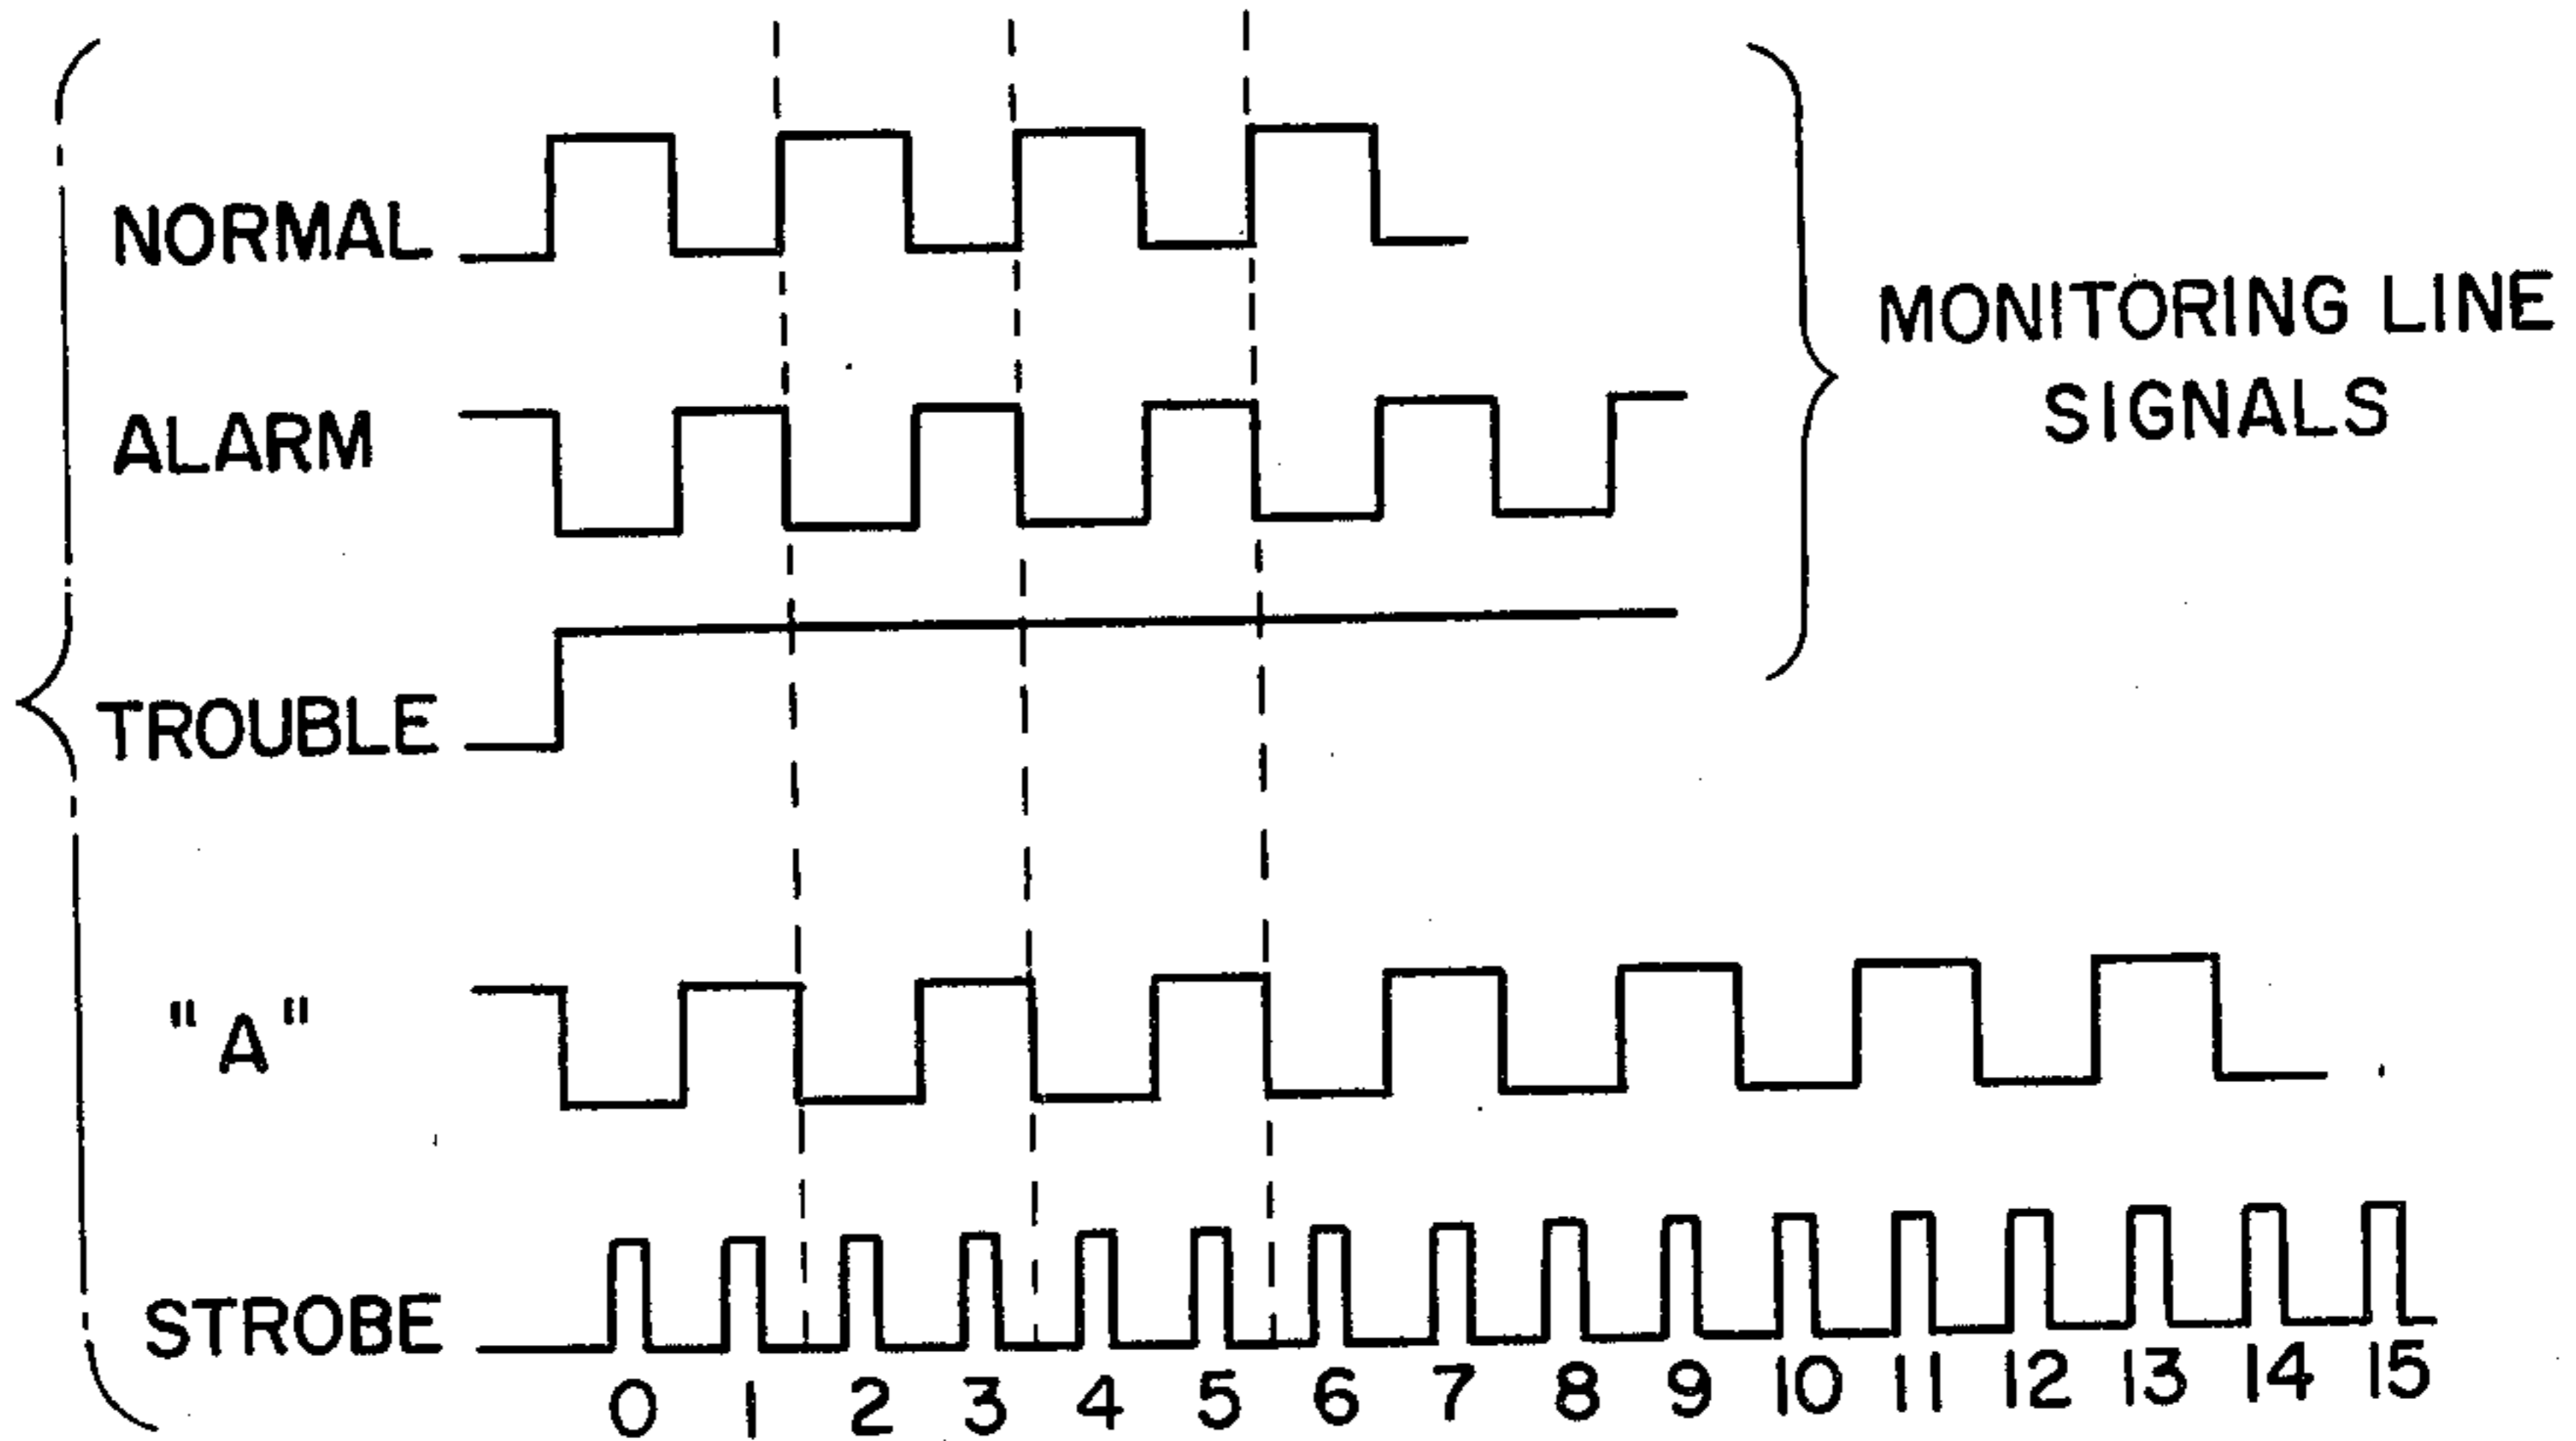 NORMAL
ALARM
TROUBLE
MONITORING LINE
SIGNALS
"A"
STROBE
0 1 2 3 4 5 6 7 8 9 10 11 12 13 14 15